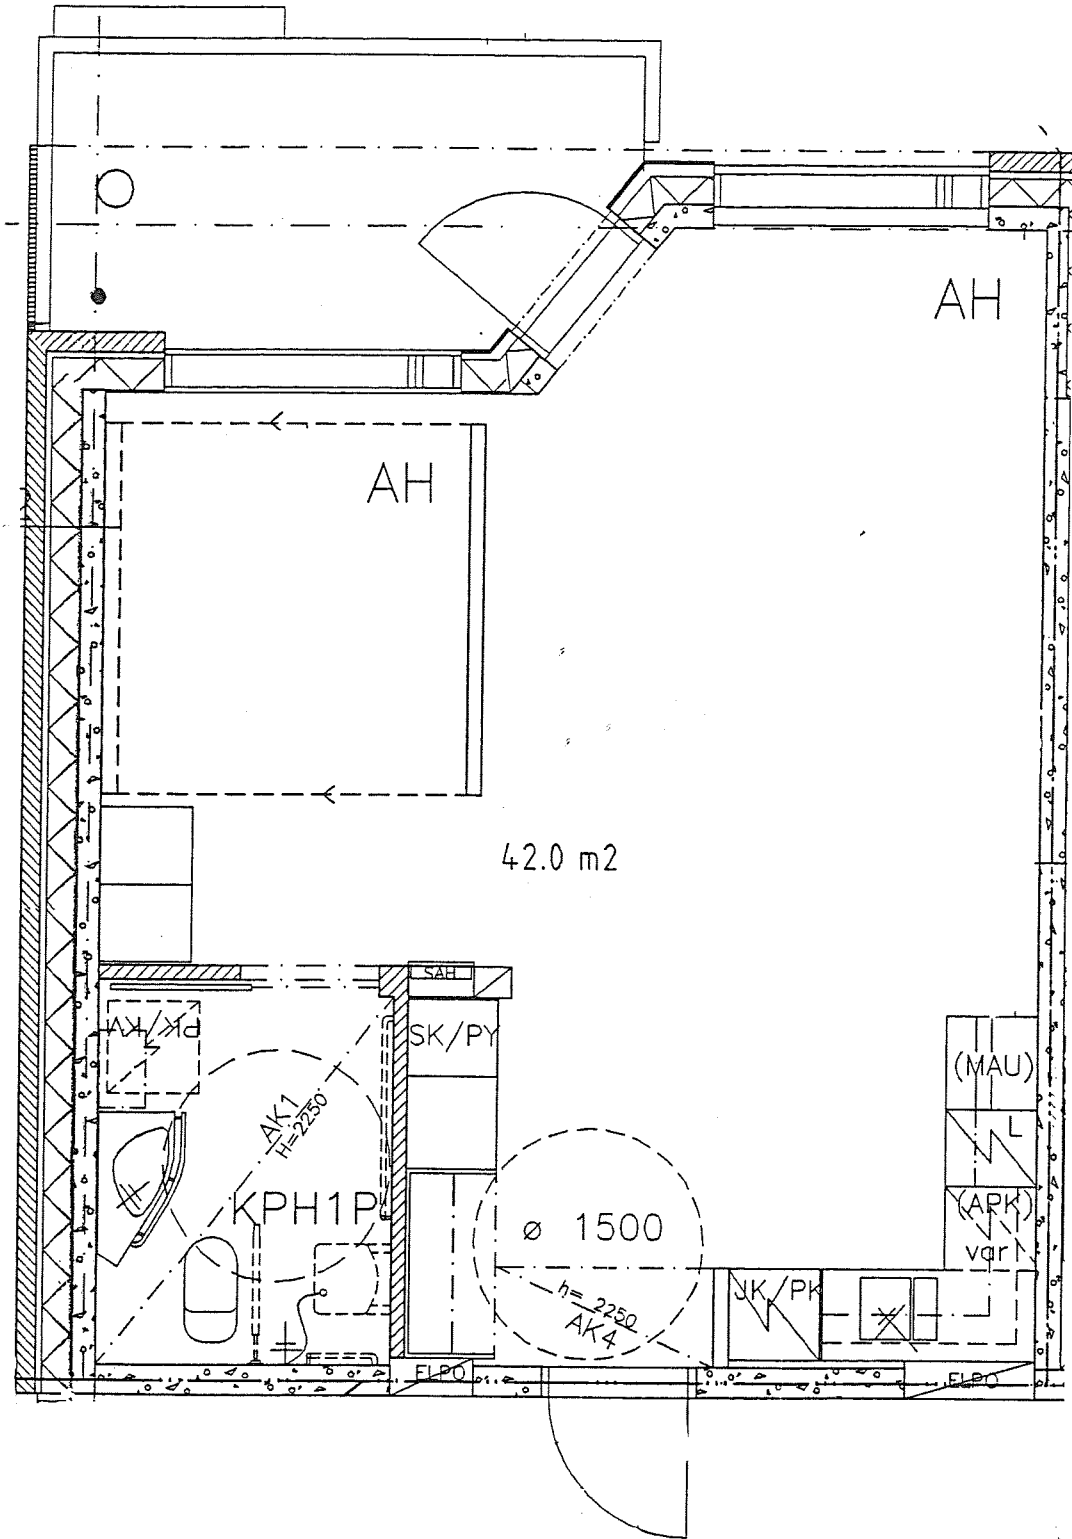 AH
AH
42.0 m2
SÄH
PK/KV
SK/PY
(MAU)
AK1
H=2250
L
KPH1P
(APK)
ø 1500
var
JK/PK
h= 2250
AK4
ELPO
ELPO